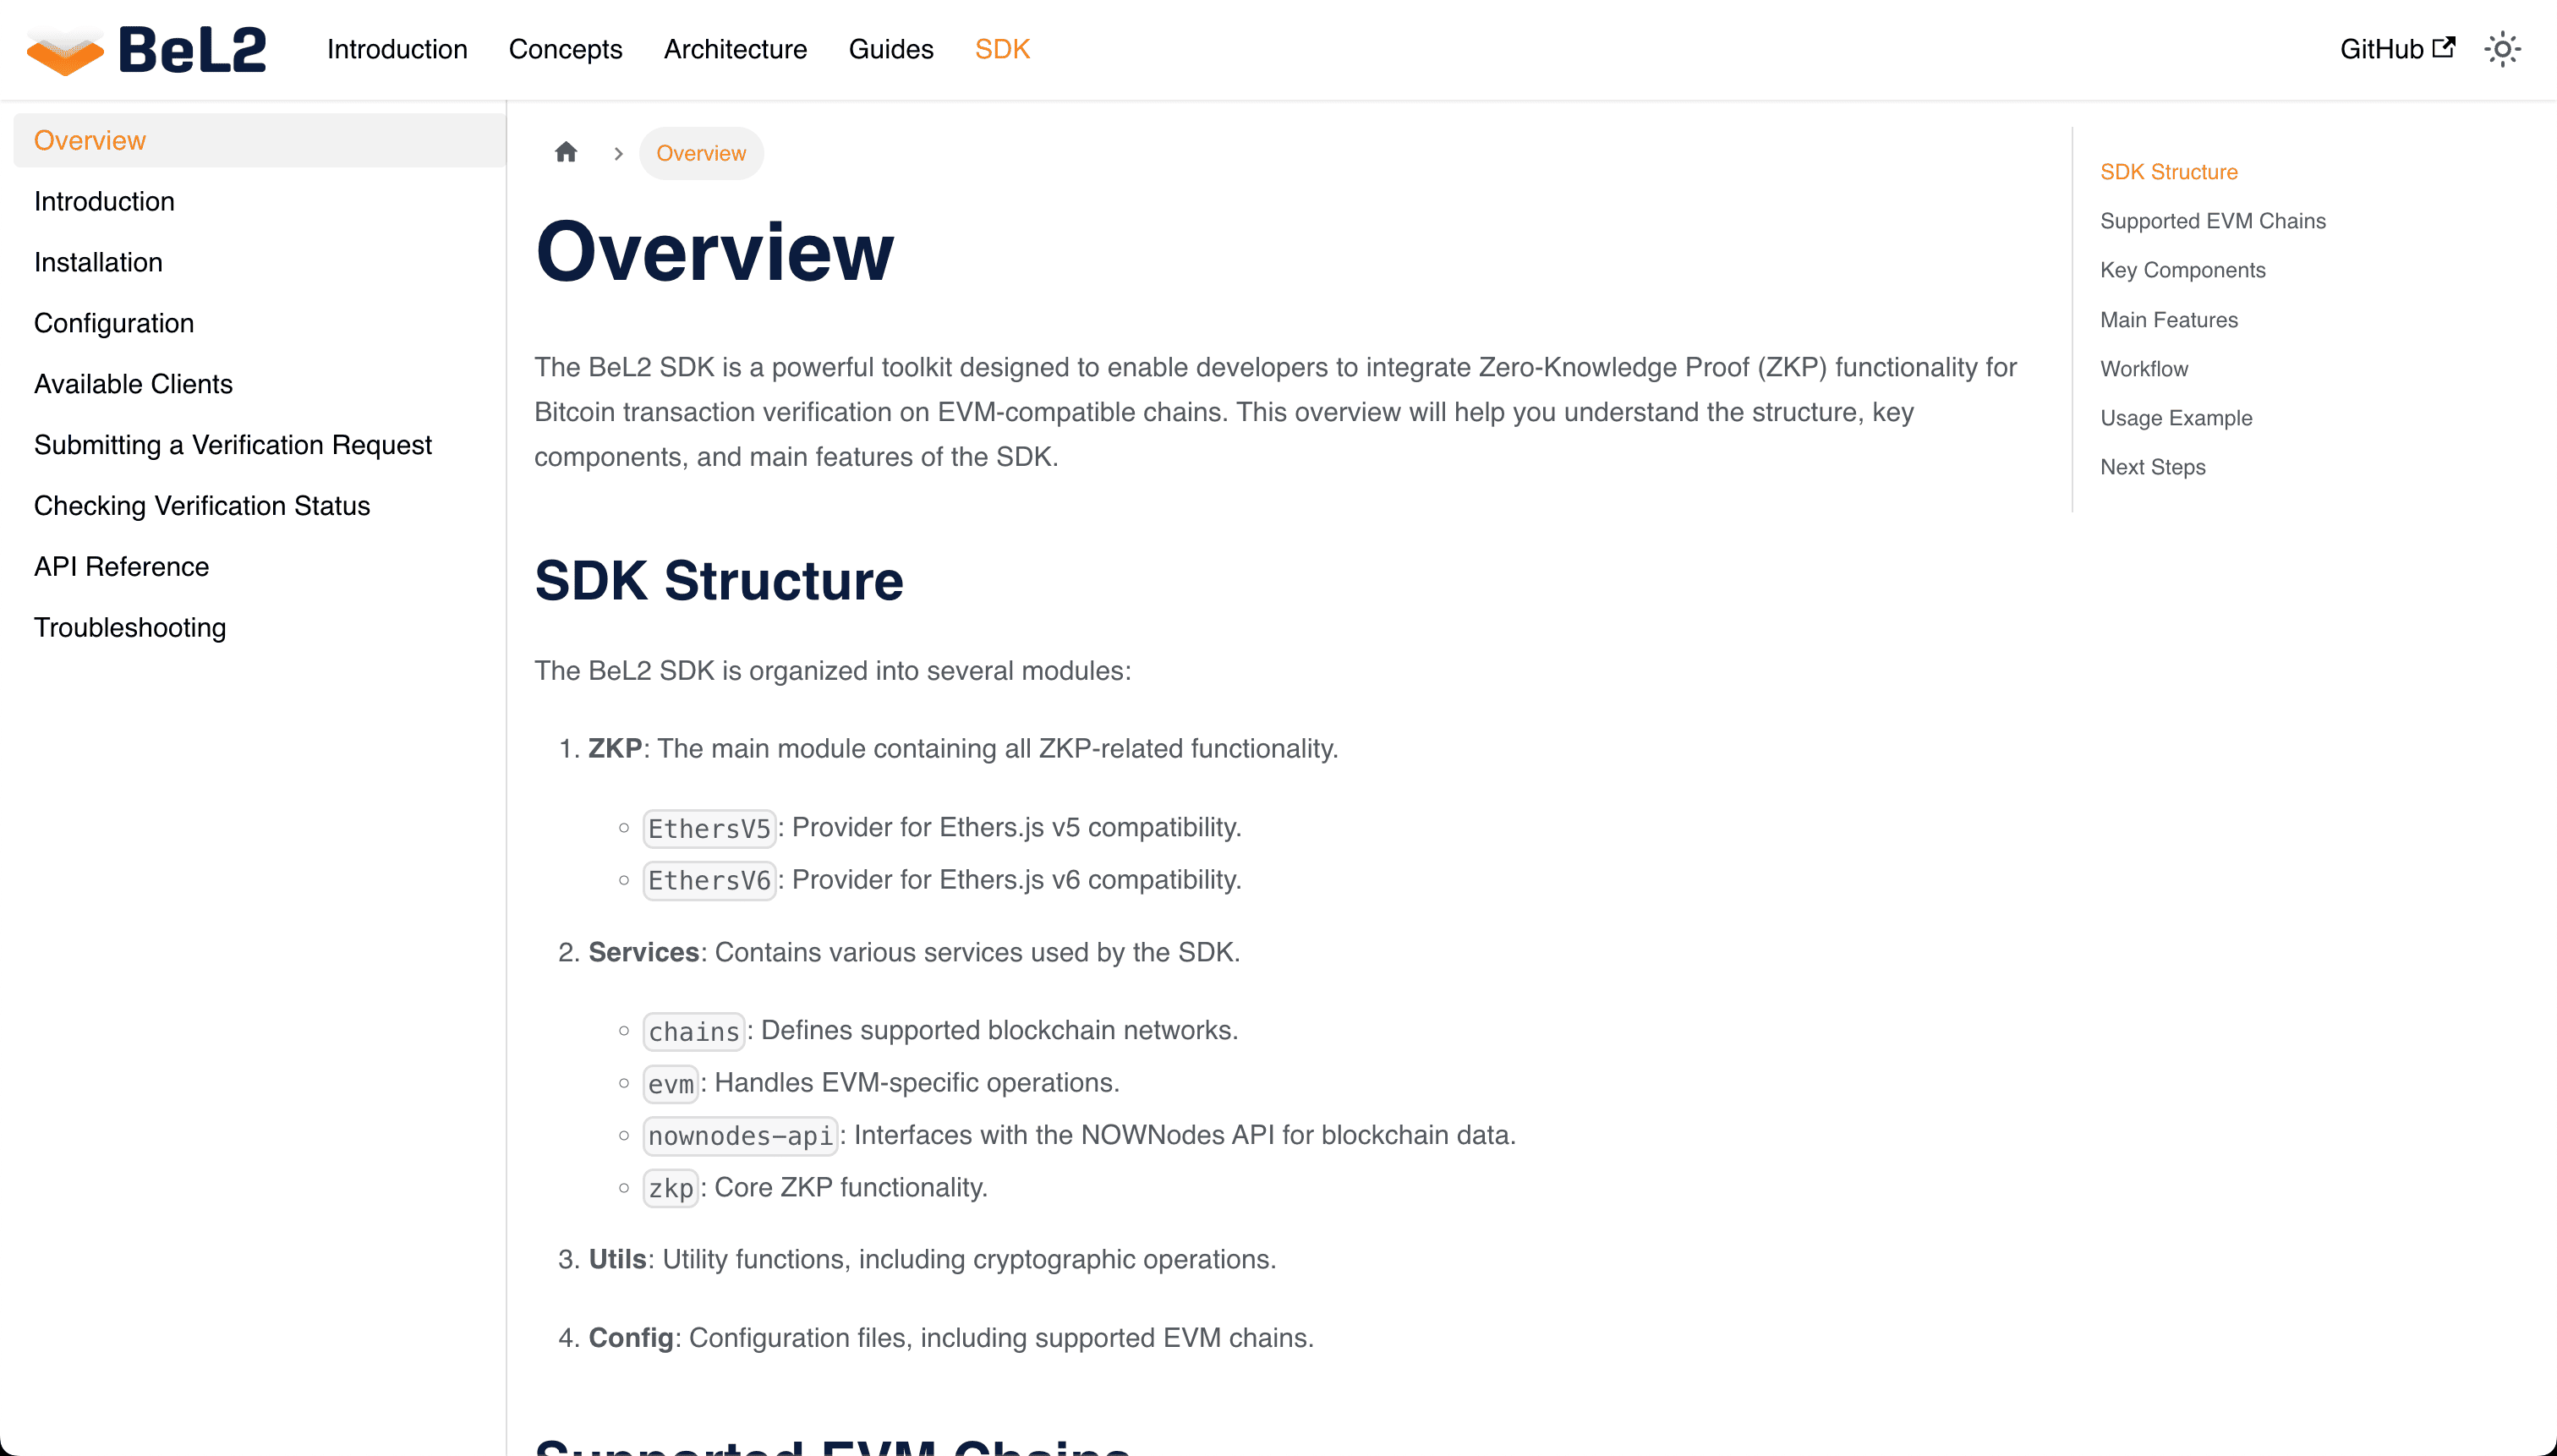 BeL2
Introduction
Concepts
Architecture
Guides
SDK
GitHub
Overview
Introduction
Installation
Configuration
Available Clients
Submitting a Verification Request
Checking Verification Status
API Reference
Troubleshooting
Overview
Overview
The BeL2 SDK is a powerful toolkit designed to enable developers to integrate Zero-Knowledge Proof (ZKP) functionality for
Bitcoin transaction verification on EVM-compatible chains. This overview will help you understand the structure, key
components, and main features of the SDK.
SDK Structure
The BeL2 SDK is organized into several modules:
1. ZKP: The main module containing all ZKP-related functionality.
EthersV5: Provider for Ethers.js v5 compatibility.
EthersV6: Provider for Ethers.js v6 compatibility.
2. Services: Contains various services used by the SDK.
chains: Defines supported blockchain networks.
evm: Handles EVM-specific operations.
nownodes-api: Interfaces with the NOWNodes API for blockchain data.
zkp: Core ZKP functionality.
3. Utils: Utility functions, including cryptographic operations.
4. Config: Configuration files, including supported EVM chains.
Supported EVM Chains
SDK Structure
Supported EVM Chains
Key Components
Main Features
Workflow
Usage Example
Next Steps